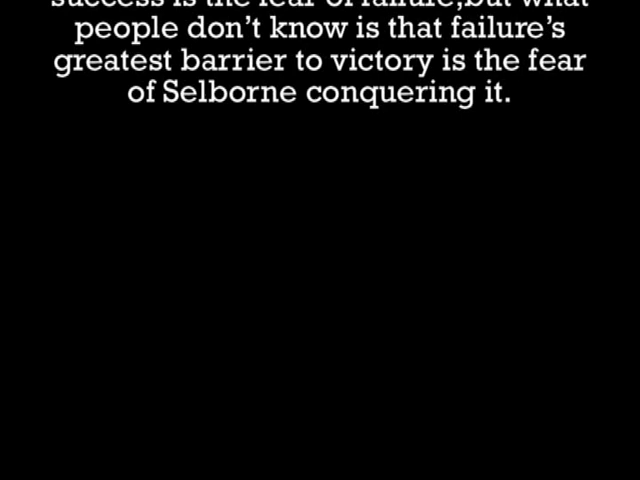 success is the fear of failure,but what
people don't know is that failure's
greatest barrier to victory is the fear
of Selborne conquering it.